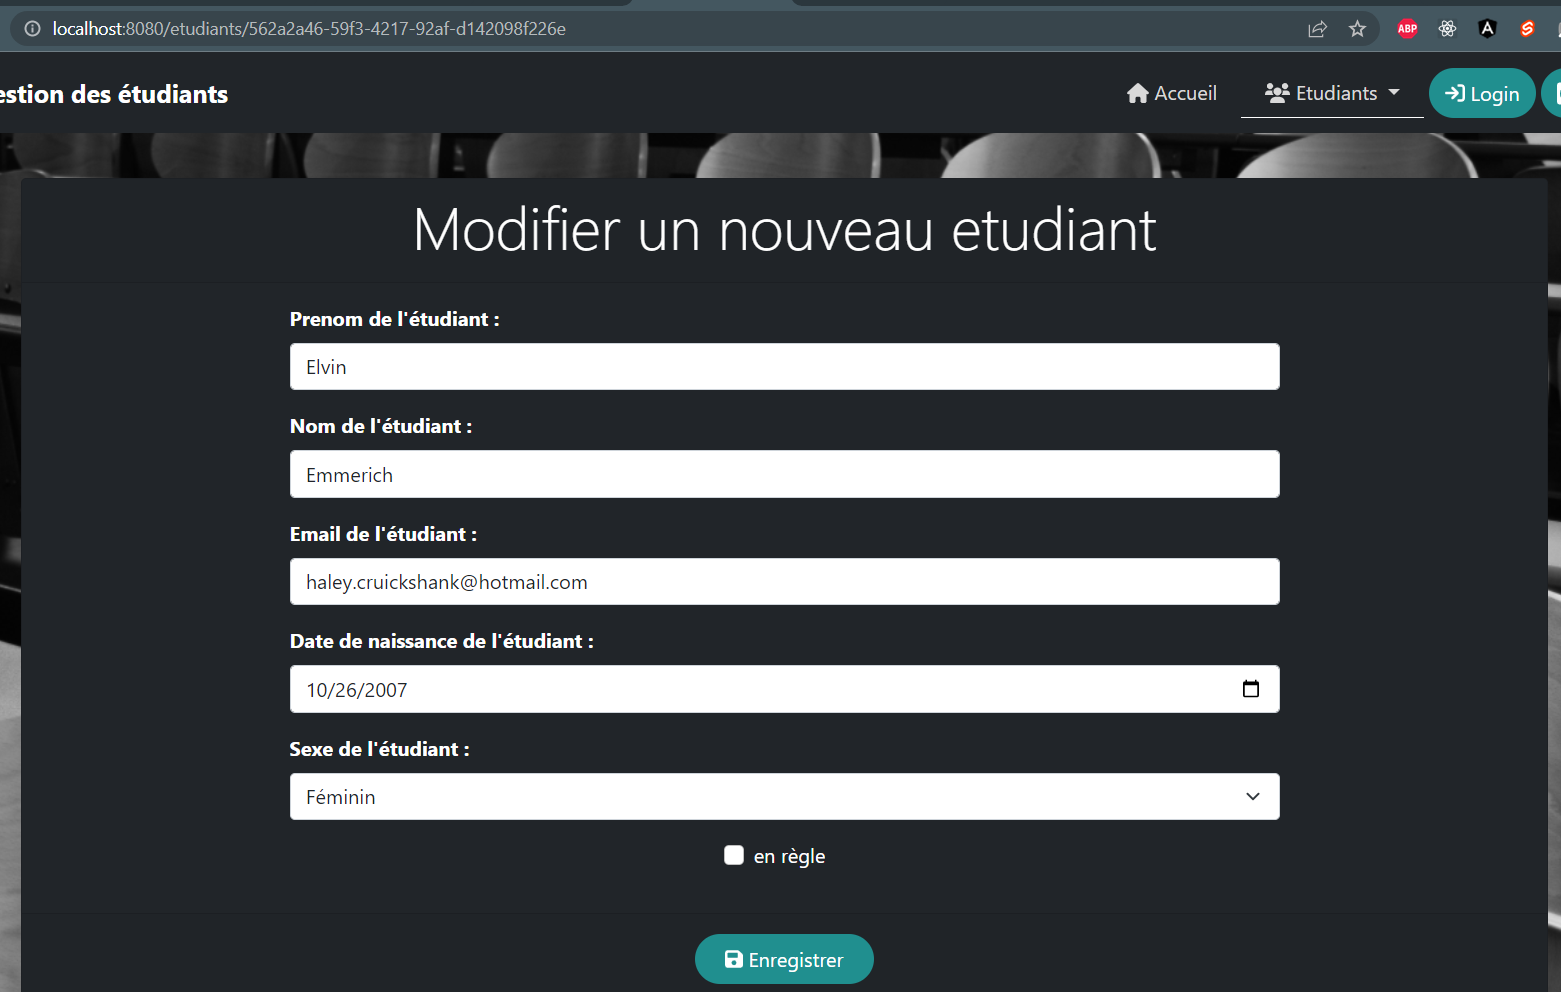 localhost:8080/etudiants/562a2a46-59f3-4217-92af-d142098f226e
ABP
estion des étudiants
Accueil
Etudiants
Login
Modifier un nouveau etudiant
Prenom de l'étudiant :
Elvin
Nom de l'étudiant :
Emmerich
Email de l'étudiant :
haley.cruickshank@hotmail.com
Date de naissance de l'étudiant :
10/26/2007
Sexe de l'étudiant :
Féminin
en règle
Enregistrer